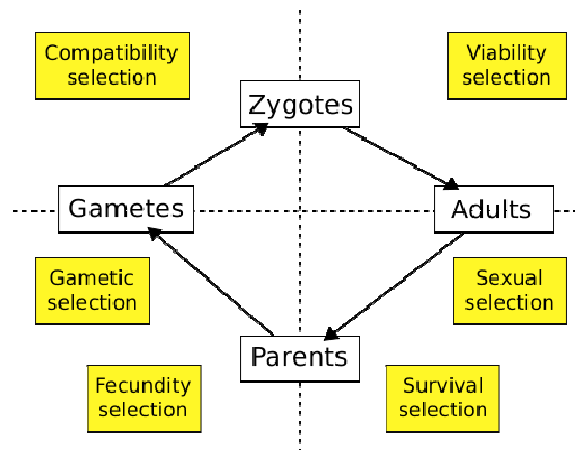 Compatibility
selection
Viability
selection
Zygotes
Gametes
Adults
Gametic
selection
Sexual
selection
Parents
Fecundity
selection
Survival
selection